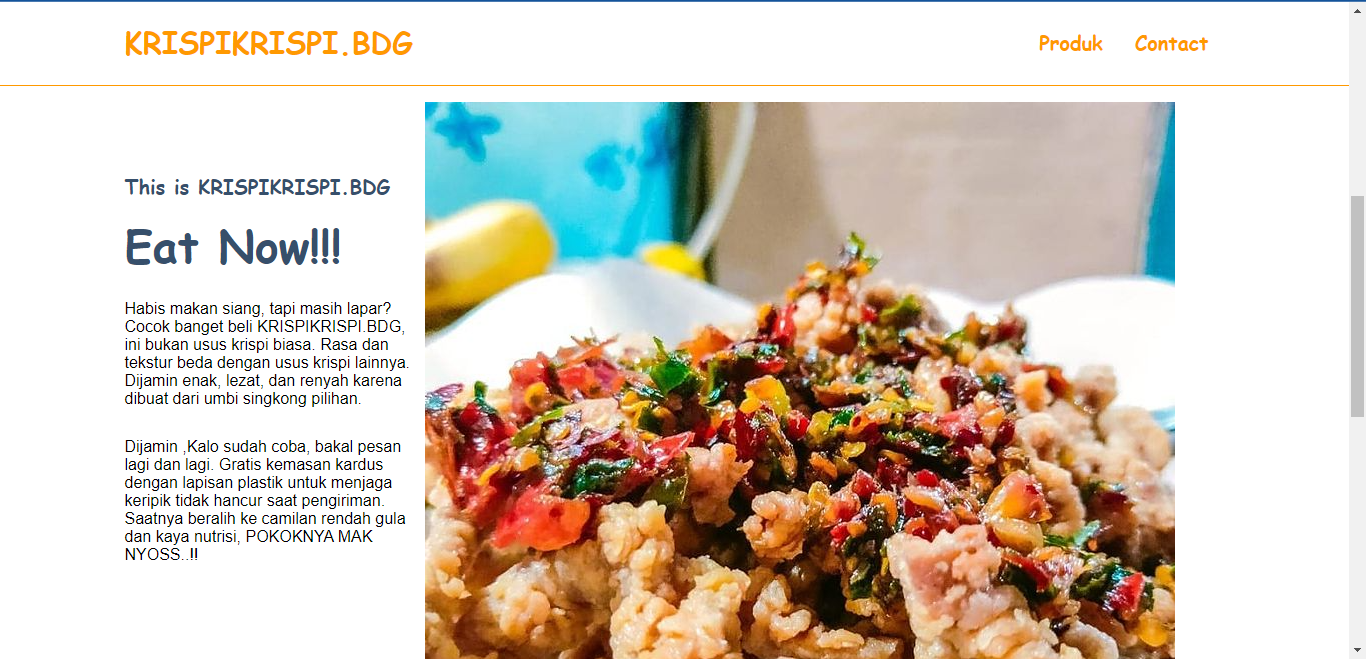 KRISPIKRISPI.BDG
Produk
Contact
This is KRISPIKRISPI.BDG
Eat Now!!!
Habis makan siang, tapi masih lapar?
Cocok banget beli KRISPIKRISPI.BDG,
ini bukan usus krispi biasa. Rasa dan
tekstur beda dengan usus krispi lainnya.
Dijamin enak, lezat, dan renyah karena
dibuat dari umbi singkong pilihan.
Dijamin ,Kalo sudah coba, bakal pesan
lagi dan lagi. Gratis kemasan kardus
dengan lapisan plastik untuk menjaga
keripik tidak hancur saat pengiriman.
Saatnya beralih ke camilan rendah gula
dan kaya nutrisi, POKOKNYA MAK
NYOSS..!!